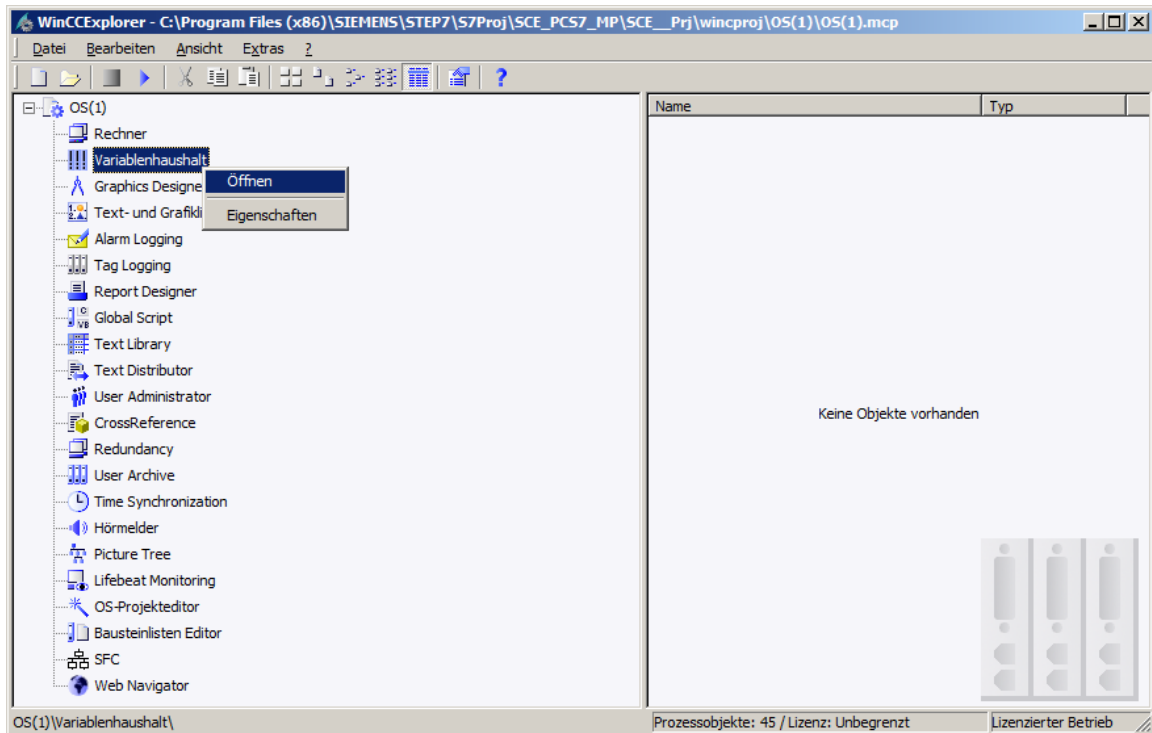 WinCCExplorer - C:\Program Files (x86)\SIEMENS\STEP7\S7Proj\SCE_PCS7_MP\SCE__Prj\wincproj\OS(1)\OS(1).mcp
Datei Bearbeiten Ansicht Extras ?
Name Typ
OS(1)
Rechner
Variablenhaushalt
Öffnen
Graphics Designe
Text- und Grafikli
Eigenschaften
Alarm Logging
Tag Logging
Report Designer
Global Script
Text Library
Text Distributor
User Administrator
CrossReference
Redundancy
User Archive
Time Synchronization
Hörmelder
Picture Tree
Lifebeat Monitoring
OS-Projekteditor
Bausteinlisten Editor
SFC
Web Navigator
Keine Objekte vorhanden
OS(1)\Variablenhaushalt\ Prozessobjekte: 45 / Lizenz: Unbegrenzt Lizenzierter Betrieb